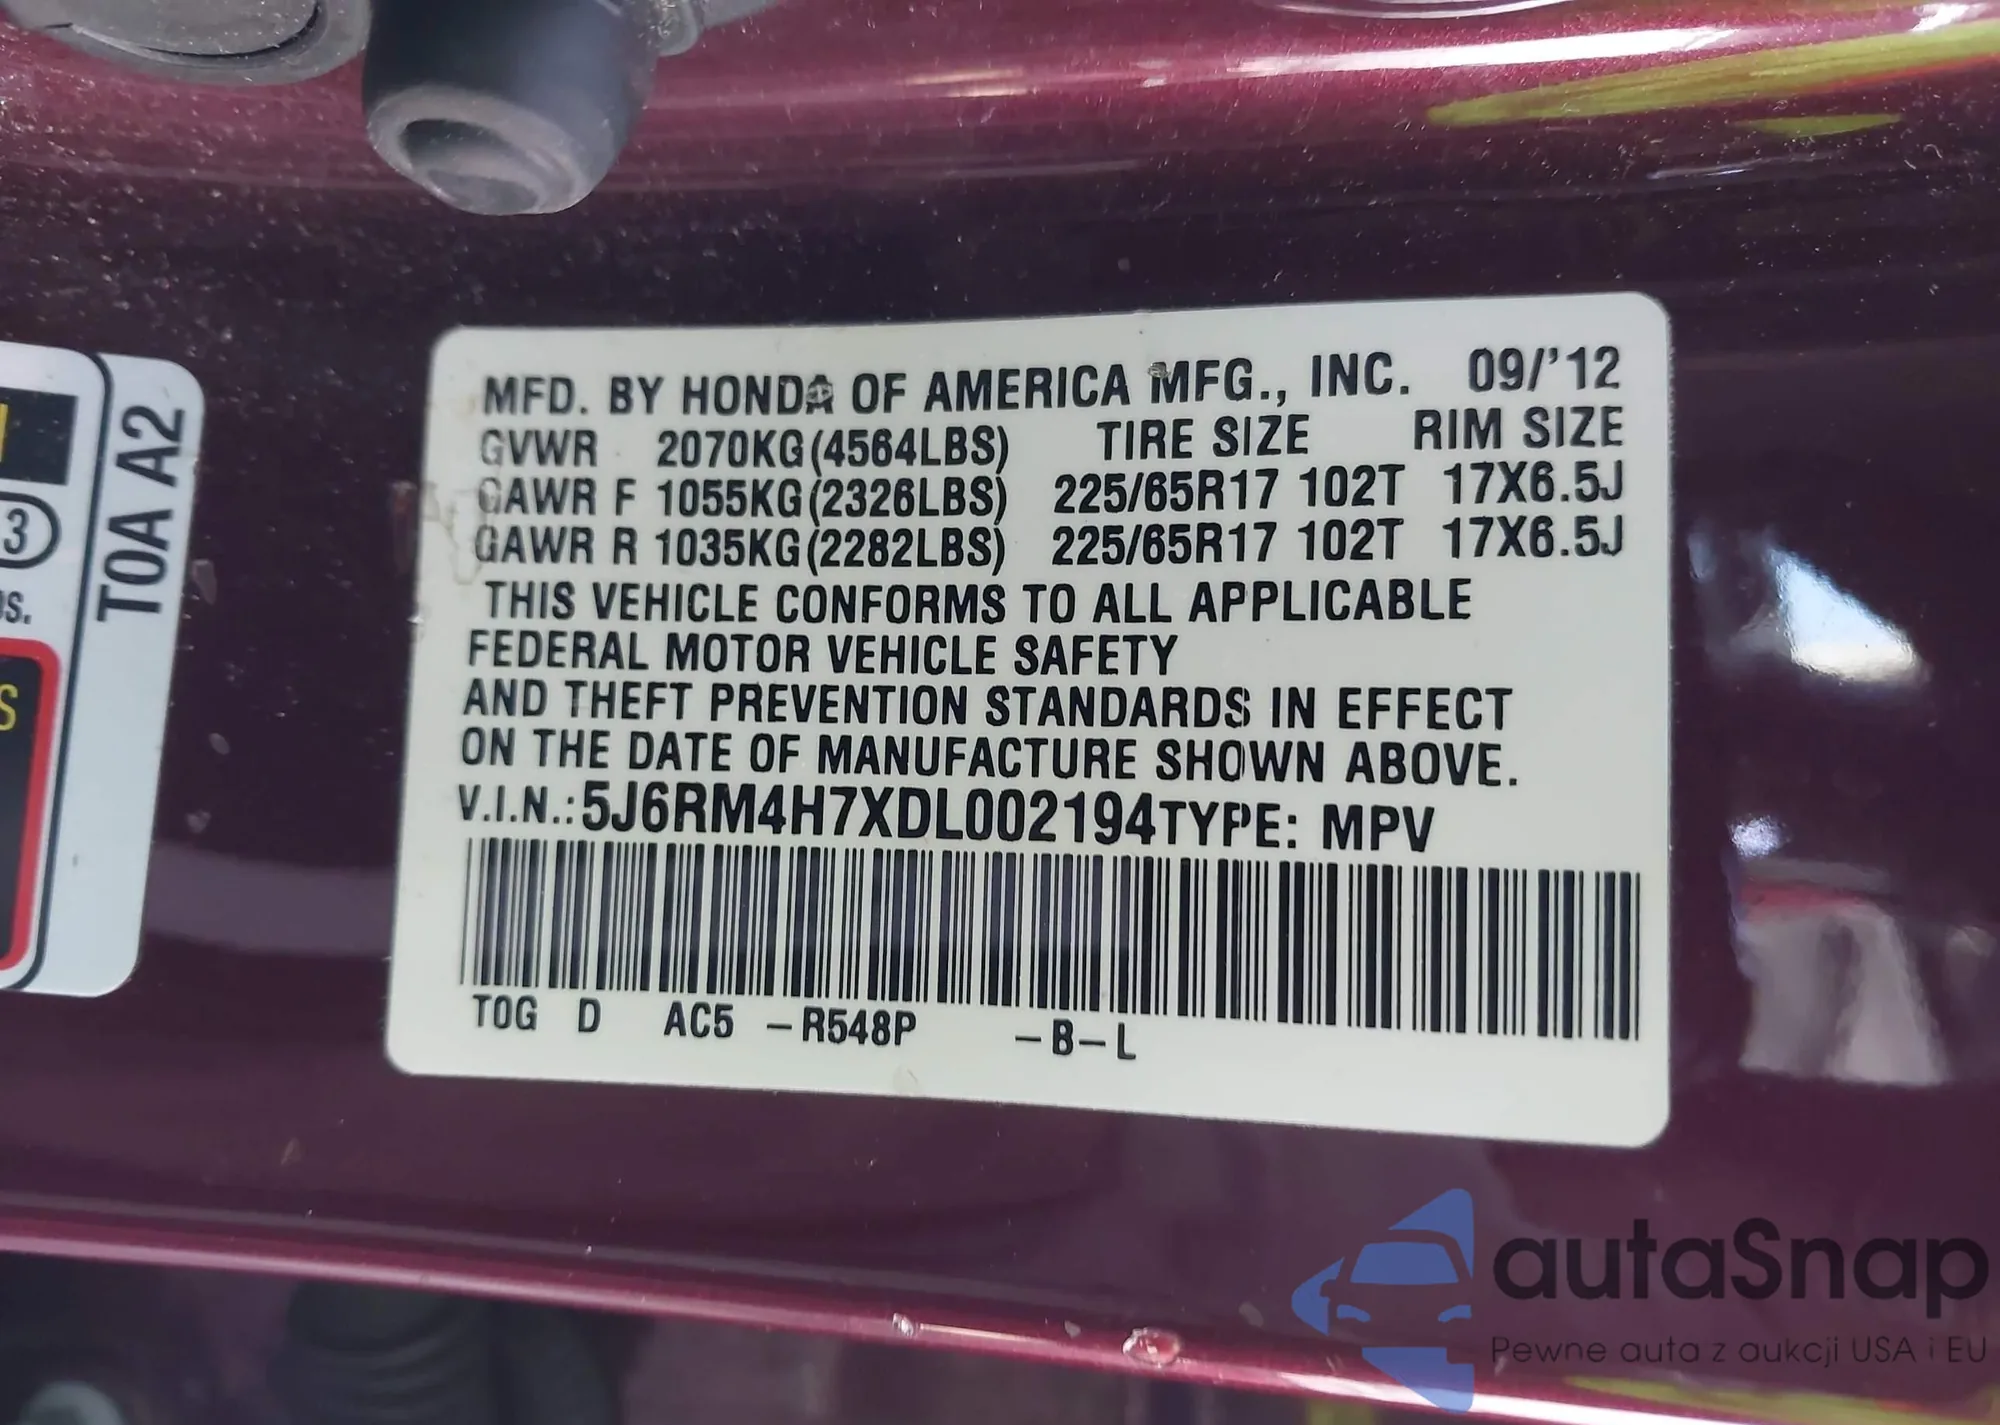 MFD. BY HONDA OF AMERICA MFG., INC. 09/'12
GVWR 2070KG(4564LBS) TIRE SIZE RIM SIZE
GAWR F 1055KG(2326LBS) 225/65R17 102T 17X6.5J
GAWR R 1035KG(2282LBS) 225/65R17 102T 17X6.5J
THIS VEHICLE CONFORMS TO ALL APPLICABLE
FEDERAL MOTOR VEHICLE SAFETY
AND THEFT PREVENTION STANDARDS IN EFFECT
ON THE DATE OF MANUFACTURE SHOWN ABOVE.
V.I.N.: 5J6RM4H7XDL002194 TYPE: MPV
TOG D AC5 -R548P -B-L
T0A A2
3
S
autaSnap
Pewne auta z aukcji USA i EU